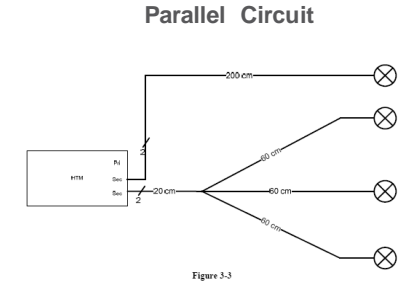 Parallel Circuit
200 cm
2
60 cm
Pri
HTM
Sec
Sec
2
20 cm
60 cm
60 cm
Figure 3-3